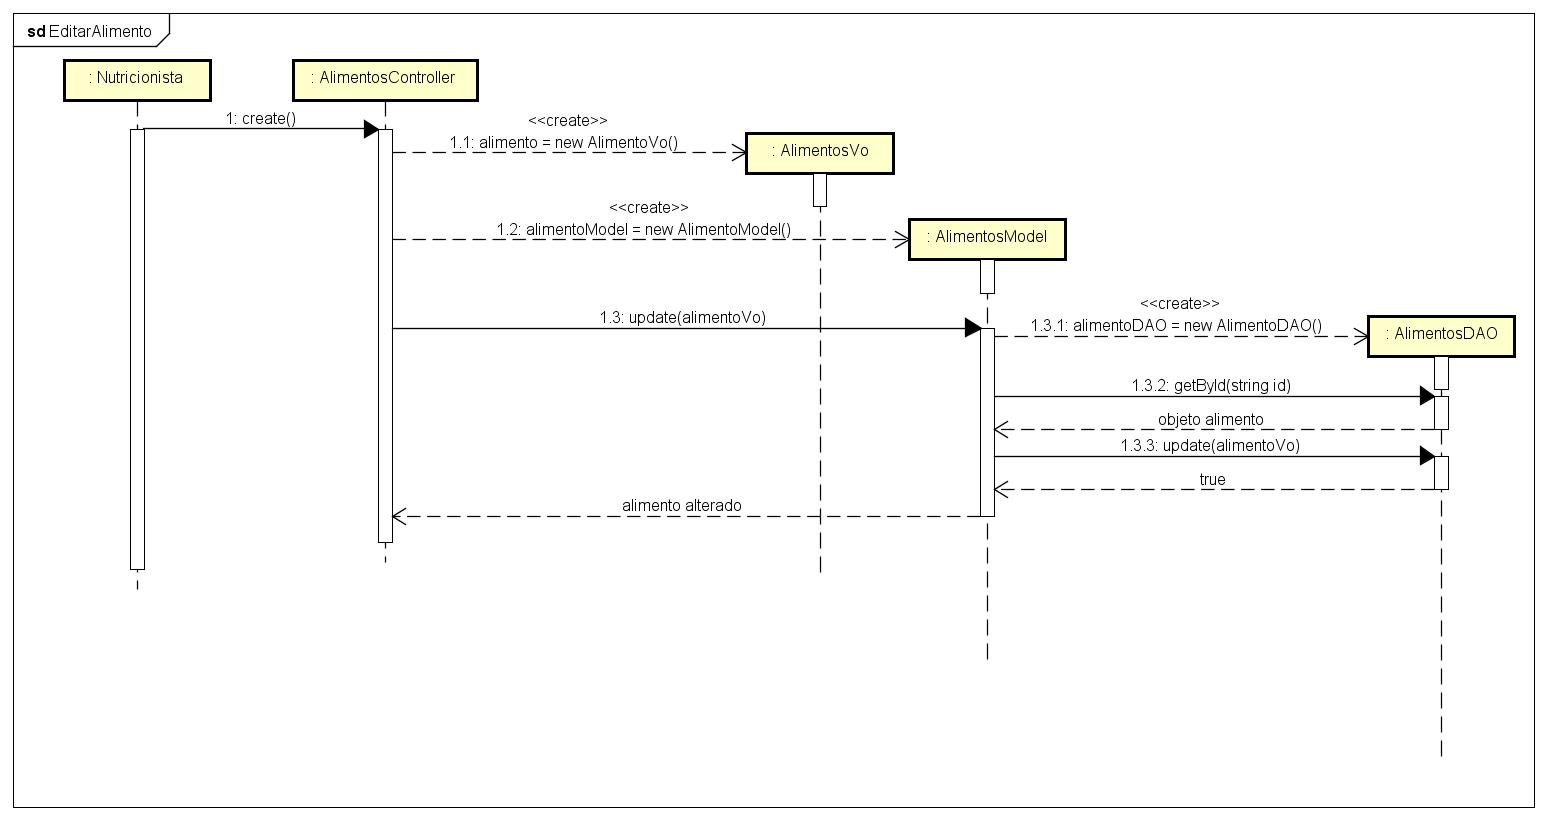 sd EditarAlimento
: Nutricionista
: AlimentosController
1: create()
<<create>>
1.1: alimento = new AlimentoVo()
: AlimentosVo
<<create>>
1.2: alimentoModel = new AlimentoModel()
: AlimentosModel
1.3: update(alimentoVo)
<<create>>
1.3.1: alimentoDAO = new AlimentoDAO()
: AlimentosDAO
1.3.2: getById(string id)
objeto alimento
1.3.3: update(alimentoVo)
true
alimento alterado